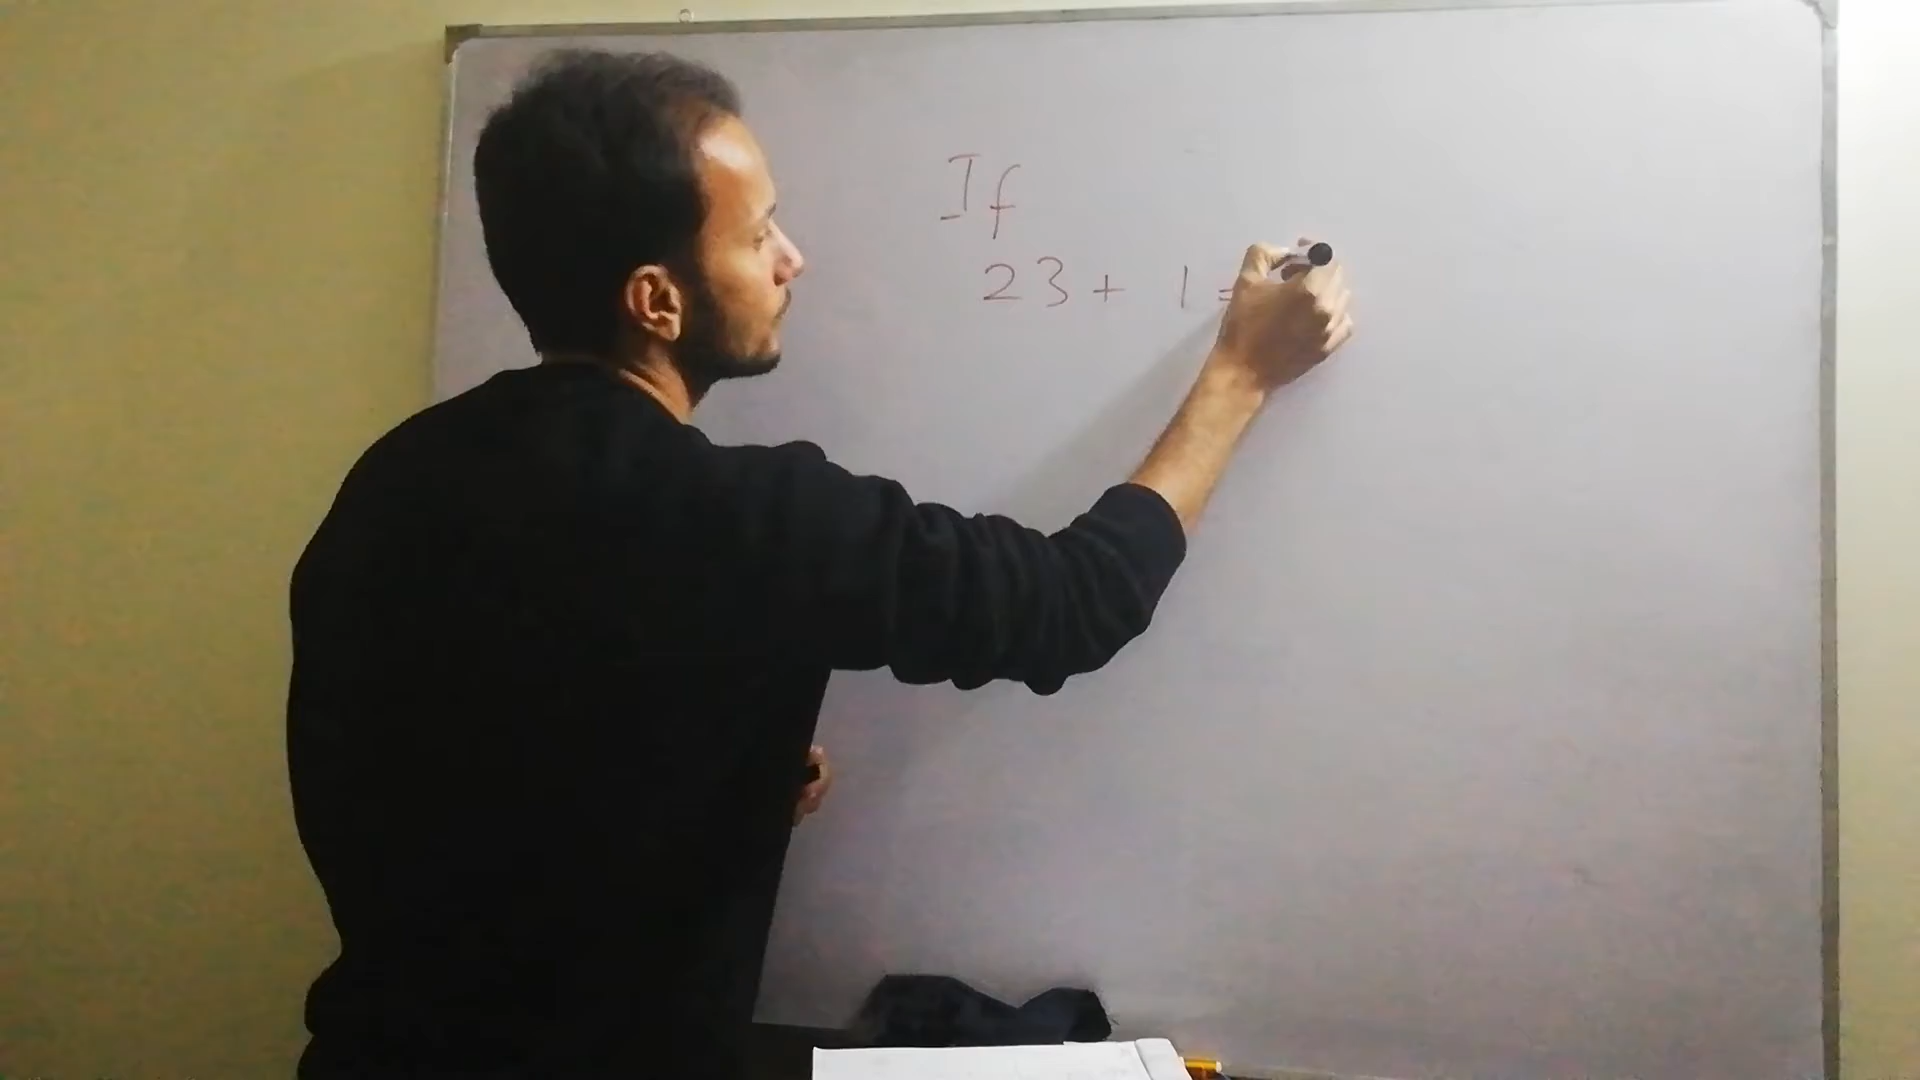 If
23 + 1 =